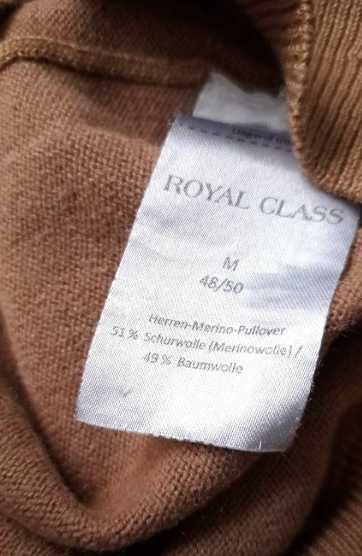 ROYAL CLASS
M
48/50
Herren-Merino-Pullover
51 % Schurwolle (Merinowolle) /
49 % Baumwolle